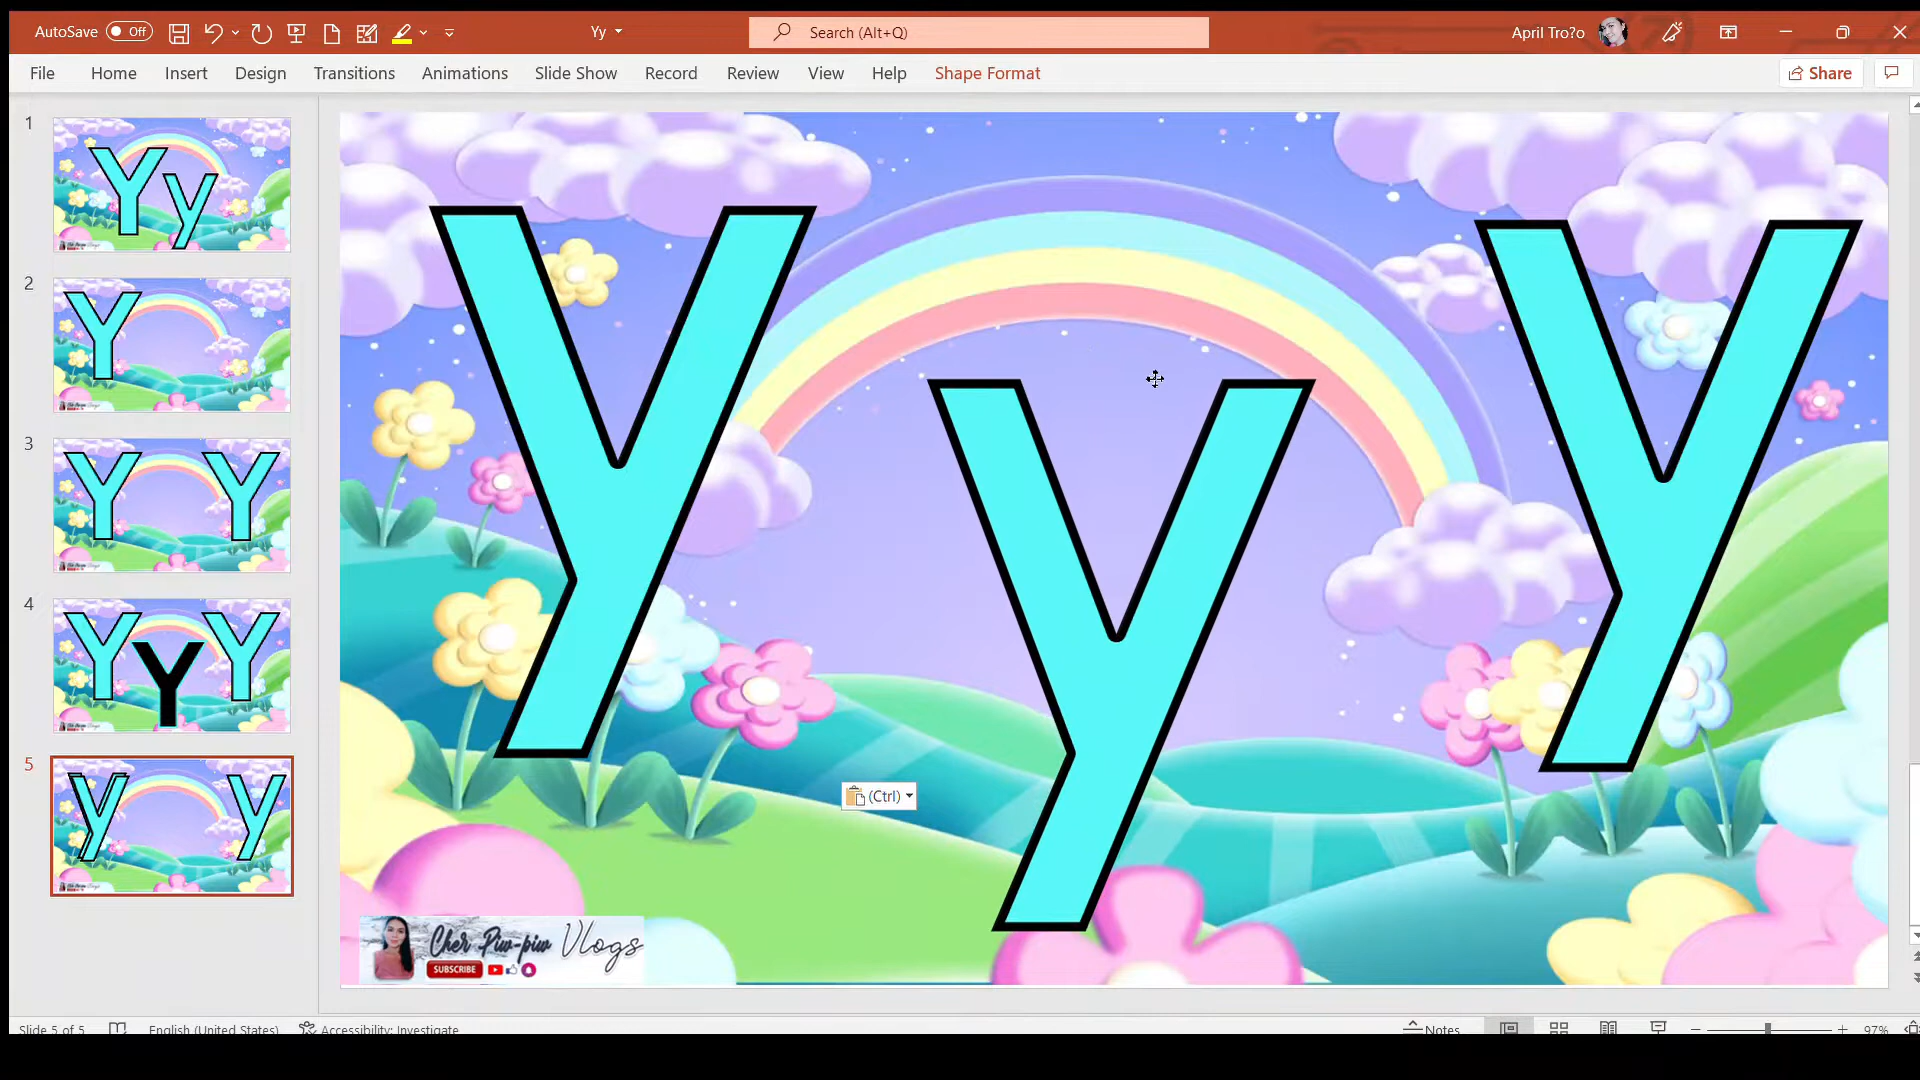 AutoSave Off
Yy
Search (Alt+Q)
April Tro?o
File Home Insert Design Transitions Animations Slide Show Record Review View Help Shape Format
Share
1
Y y
2
Y
3
Y Y
4
Y Y Y
5
y y y
y y y
(Ctrl)
Cher Piw-piw Vlogs
SUBSCRIBE
Slide 5 of 5 English (United States) Accessibility: Investigate Notes 97%